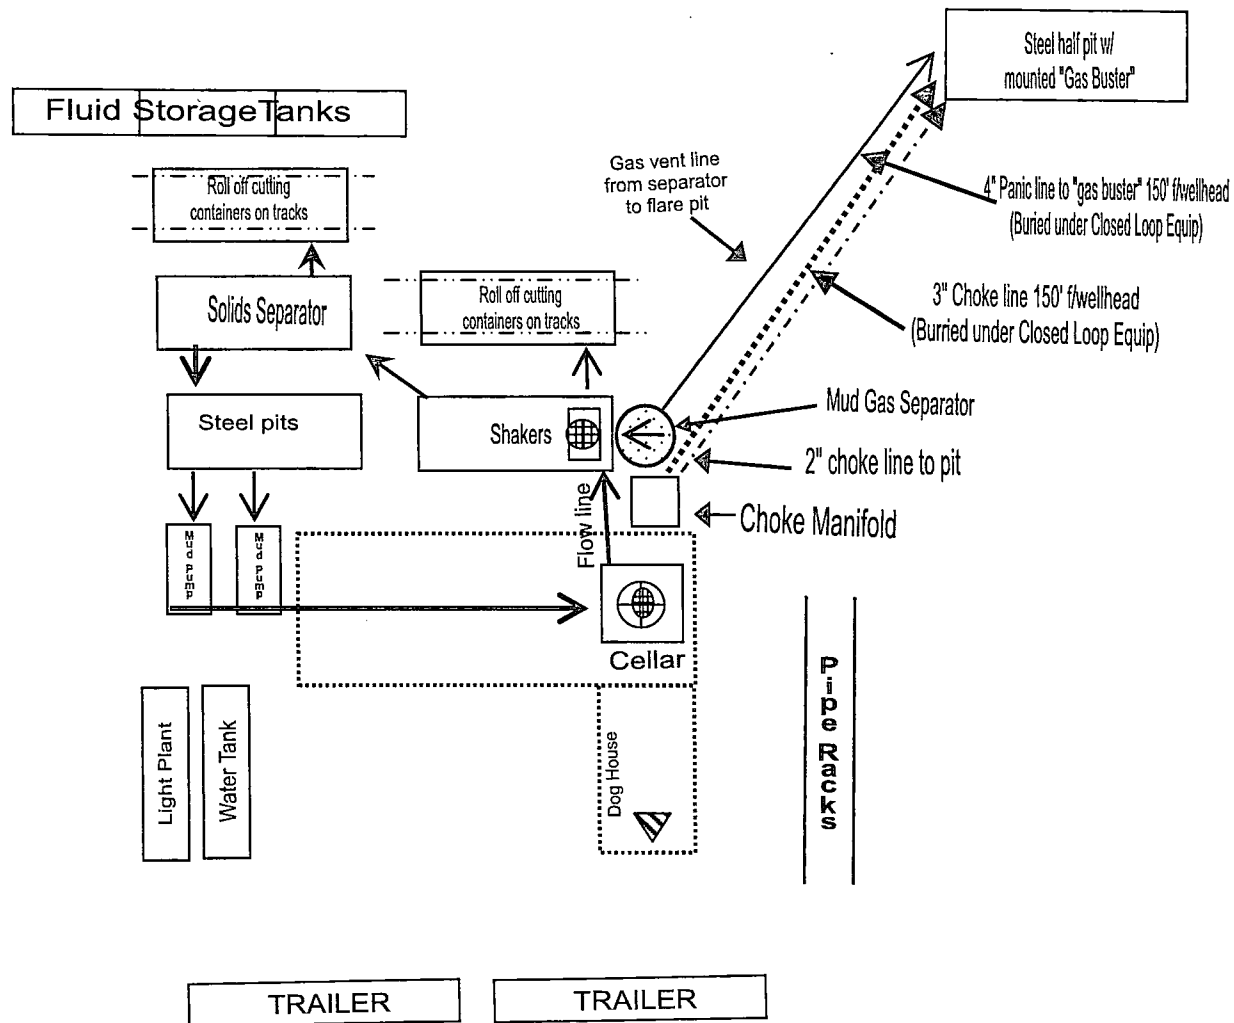 Steel half pit w/
mounted "Gas Buster"
Fluid Storage Tanks
Roll off cutting
containers on tracks
Gas vent line
from separator
to flare pit
4" Panic line to "gas buster" 150' f/wellhead
(Buried under Closed Loop Equip)
Solids Separator
Roll off cutting
containers on tracks
3" Choke line 150' f/wellhead
(Burried under Closed Loop Equip)
Steel pits
Shakers
Mud Gas Separator
2" choke line to pit
Flow line
Choke Manifold
Mud pump
Mud pump
Cellar
Pipe Racks
Light Plant
Water Tank
Dog House
TRAILER
TRAILER